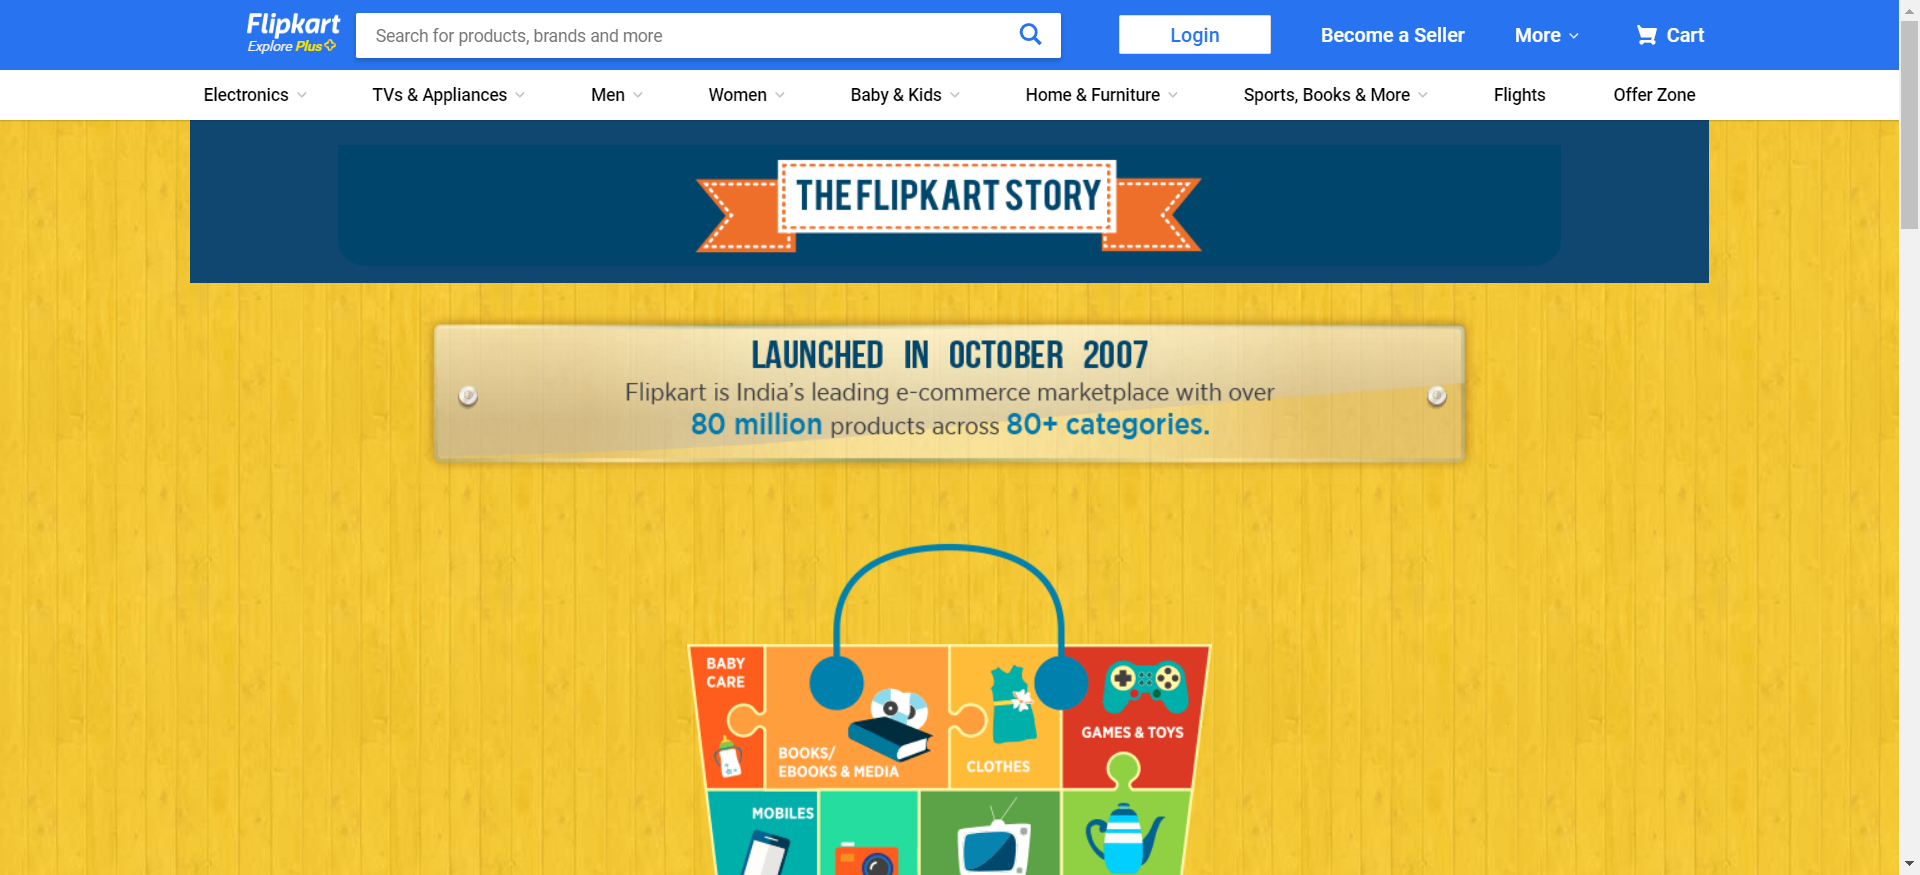 Flipkart
Explore Plus
Search for products, brands and more
Login
Become a Seller
More
Cart
Electronics
TVs & Appliances
Men
Women
Baby & Kids
Home & Furniture
Sports, Books & More
Flights
Offer Zone
THE FLIPKART STORY
LAUNCHED IN OCTOBER 2007
Flipkart is India's leading e-commerce marketplace with over
80 million products across 80+ categories.
BABY
CARE
BOOKS/
EBOOKS & MEDIA
CLOTHES
GAMES & TOYS
MOBILES